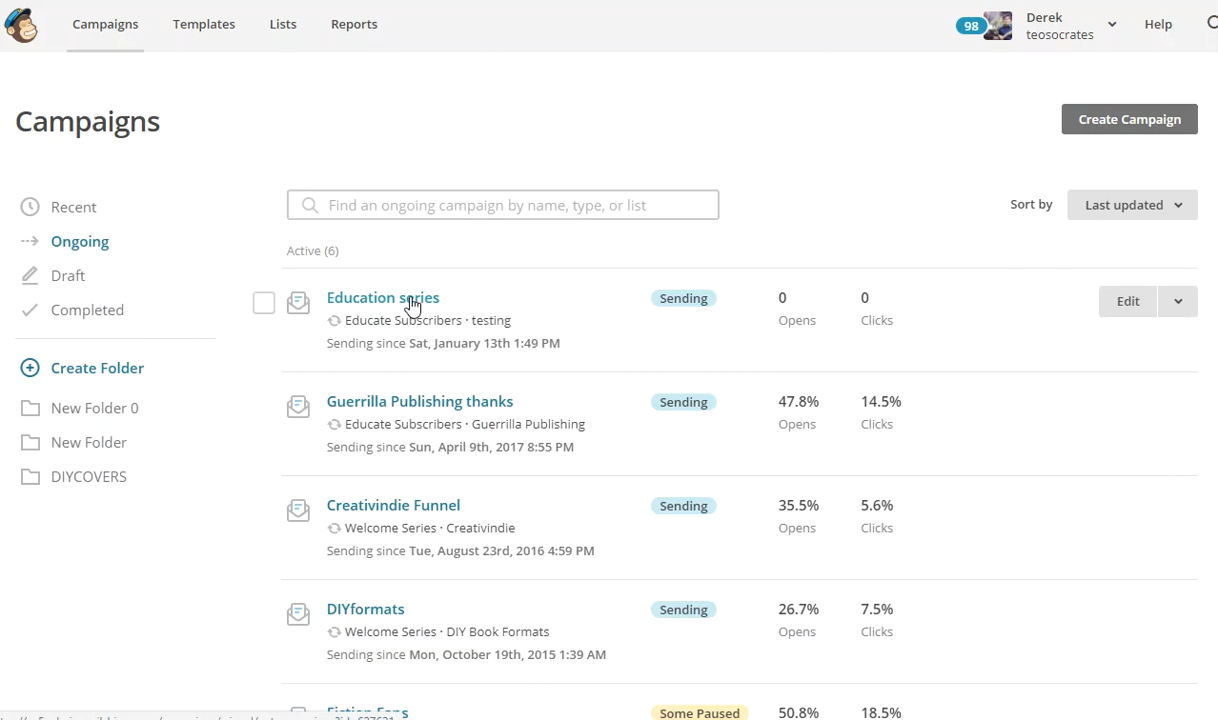 Campaigns Templates Lists Reports 98 Derek Help
teosocrates
Campaigns
Create Campaign
Recent
Ongoing
Draft
Completed
Create Folder
New Folder 0
New Folder
DIYCOVERS
Find an ongoing campaign by name, type, or list
Sort by Last updated
Active (6)
Education series Sending 0 0 Edit
Educate Subscribers · testing Opens Clicks
Sending since Sat, January 13th 1:49 PM
Guerrilla Publishing thanks Sending 47.8% 14.5%
Educate Subscribers · Guerrilla Publishing Opens Clicks
Sending since Sun, April 9th, 2017 8:55 PM
Creativindie Funnel Sending 35.5% 5.6%
Welcome Series · Creativindie Opens Clicks
Sending since Tue, August 23rd, 2016 4:59 PM
DIYformats Sending 26.7% 7.5%
Welcome Series · DIY Book Formats Opens Clicks
Sending since Mon, October 19th, 2015 1:39 AM
Fiction Fans Some Paused 50.8% 18.5%